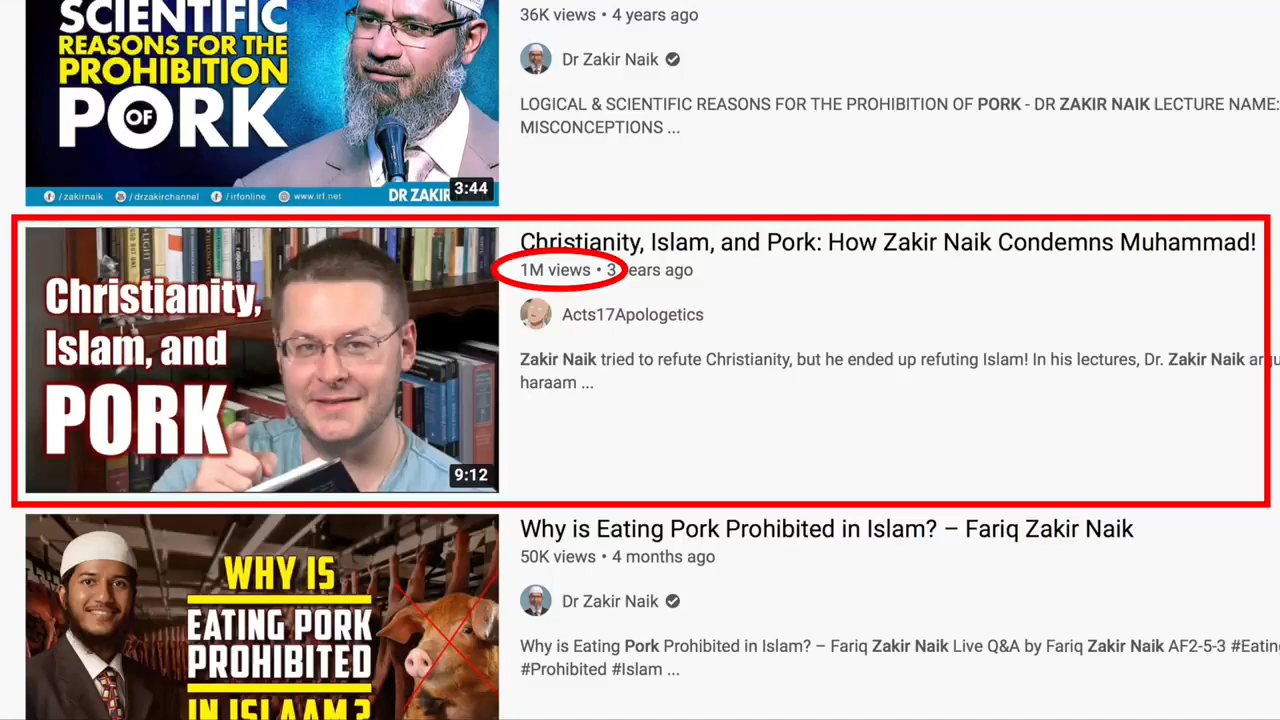 SCIENTIFIC
REASONS FOR THE
PROHIBITION
OF
PORK
/zakirnaik /drzakirchannel /irfonline www.irf.net
DR ZAKIR
3:44
36K views • 4 years ago
Dr Zakir Naik
LOGICAL & SCIENTIFIC REASONS FOR THE PROHIBITION OF PORK - DR ZAKIR NAIK LECTURE NAME:
MISCONCEPTIONS ...
Christianity,
Islam, and
PORK
9:12
Christianity, Islam, and Pork: How Zakir Naik Condemns Muhammad!
1M views • 3 years ago
Acts17Apologetics
Zakir Naik tried to refute Christianity, but he ended up refuting Islam! In his lectures, Dr. Zakir Naik argu
haraam ...
WHY IS
EATING PORK
PROHIBITED
IN ISLAAM?
Why is Eating Pork Prohibited in Islam? – Fariq Zakir Naik
50K views • 4 months ago
Dr Zakir Naik
Why is Eating Pork Prohibited in Islam? – Fariq Zakir Naik Live Q&A by Fariq Zakir Naik AF2-5-3 #Eating
#Prohibited #Islam ...